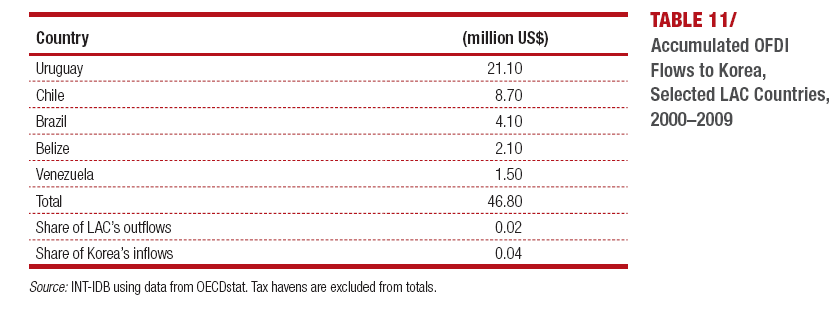 TABLE 11/
Accumulated OFDI
Flows to Korea,
Selected LAC Countries,
2000–2009
Country (million US$)
Uruguay 21.10
Chile 8.70
Brazil 4.10
Belize 2.10
Venezuela 1.50
Total 46.80
Share of LAC's outflows 0.02
Share of Korea's inflows 0.04
Source: INT-IDB using data from OECDstat. Tax havens are excluded from totals.